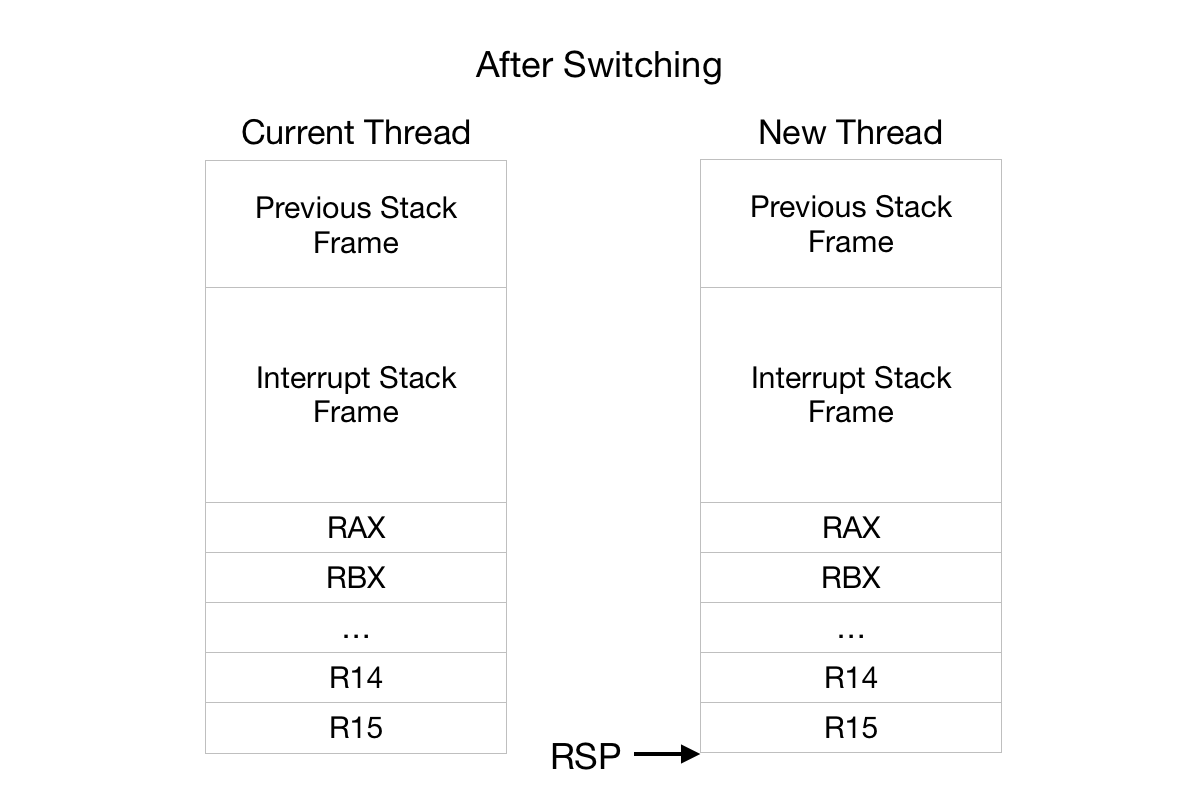 After Switching
Current Thread
Previous Stack
Frame
Interrupt Stack
Frame
RAX
RBX
...
R14
R15
New Thread
Previous Stack
Frame
Interrupt Stack
Frame
RAX
RBX
...
R14
R15
RSP